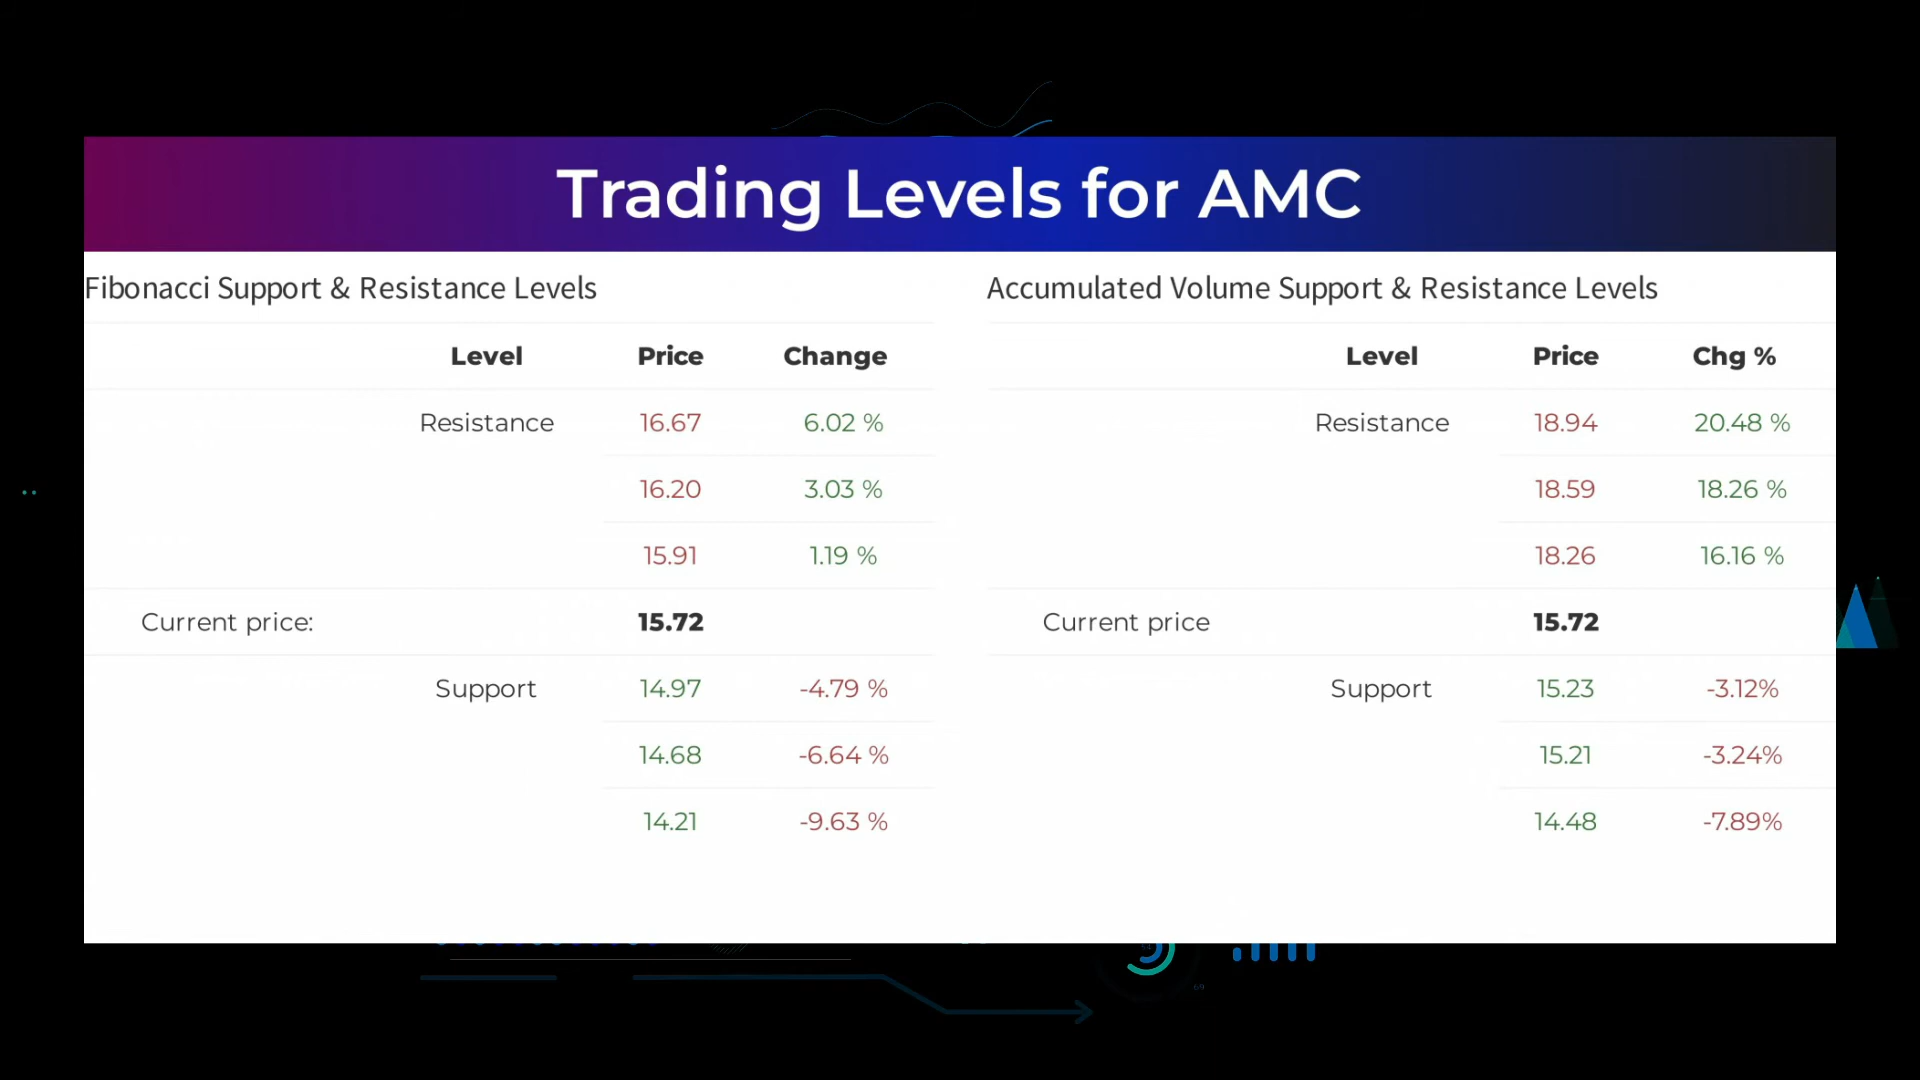 Trading Levels for AMC
Fibonacci Support & Resistance Levels
Level Price Change
Resistance 16.67 6.02 %
16.20 3.03 %
15.91 1.19 %
Current price: 15.72
Support 14.97 -4.79 %
14.68 -6.64 %
14.21 -9.63 %
Accumulated Volume Support & Resistance Levels
Level Price Chg %
Resistance 18.94 20.48 %
18.59 18.26 %
18.26 16.16 %
Current price 15.72
Support 15.23 -3.12%
15.21 -3.24%
14.48 -7.89%
69